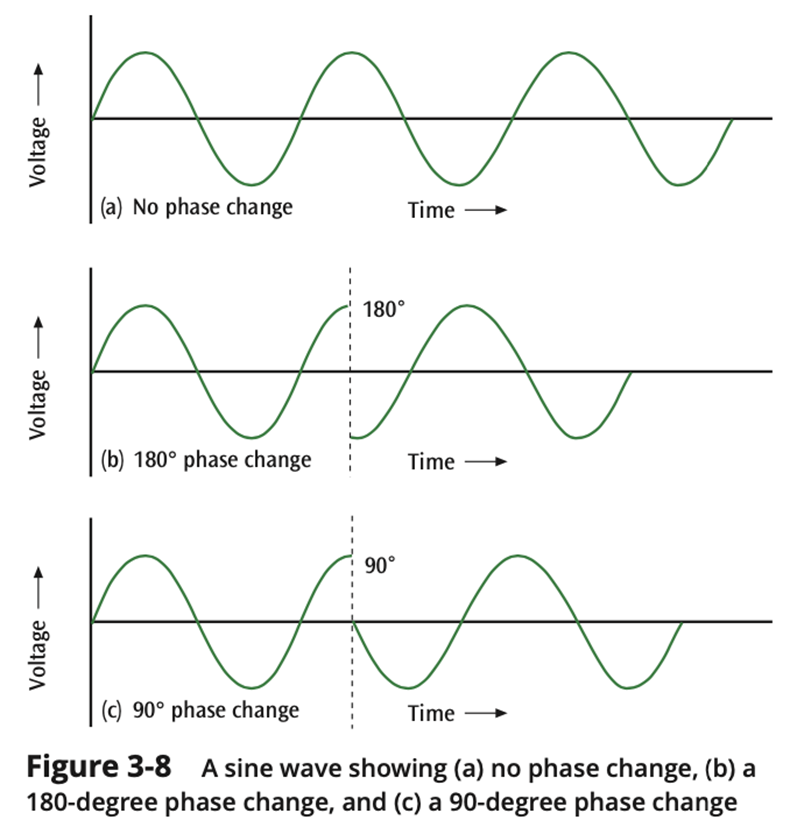 Voltage
(a) No phase change
Time
180°
Voltage
(b) 180° phase change
Time
90°
Voltage
(c) 90° phase change
Time
Figure 3-8 A sine wave showing (a) no phase change, (b) a
180-degree phase change, and (c) a 90-degree phase change